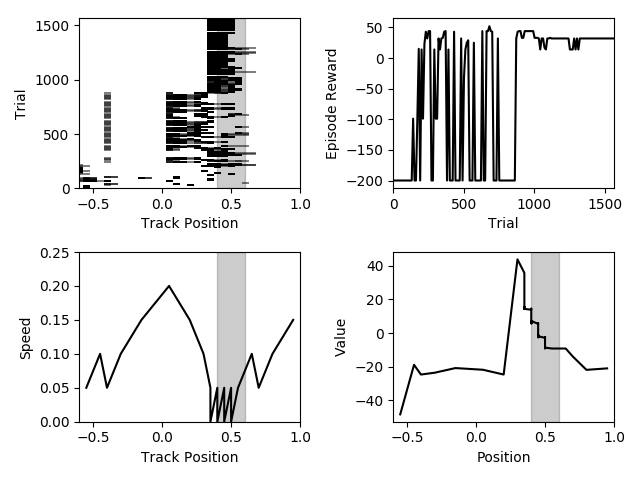 1500
1000
500
0
Trial
−0.5 0.0 0.5 1.0
Track Position
50
0
−50
−100
−150
−200
Episode Reward
0 500 1000 1500
Trial
0.25
0.20
0.15
0.10
0.05
0.00
Speed
−0.5 0.0 0.5 1.0
Track Position
40
20
0
−20
−40
Value
−0.5 0.0 0.5 1.0
Position